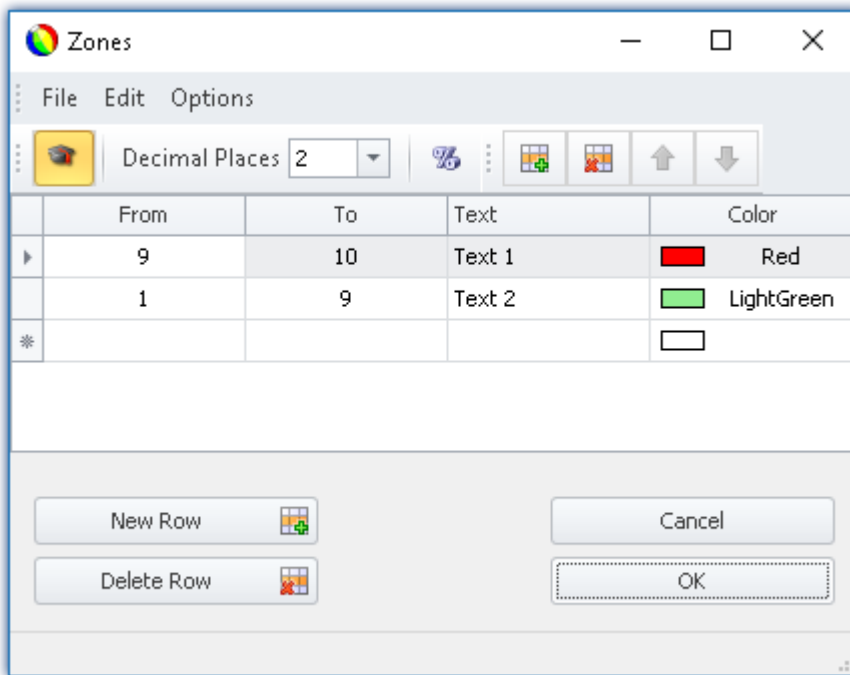 Zones
File Edit Options
Decimal Places 2 %
From To Text Color
9 10 Text 1 Red
1 9 Text 2 LightGreen
New Row Cancel
Delete Row OK